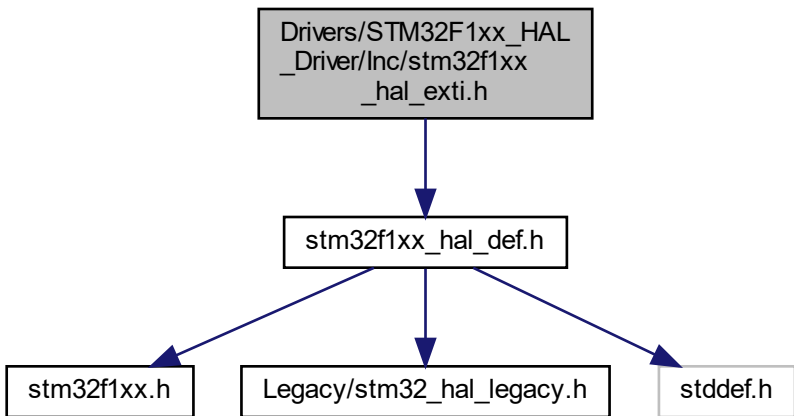 Drivers/STM32F1xx_HAL
_Driver/Inc/stm32f1xx
_hal_exti.h
stm32f1xx_hal_def.h
stm32f1xx.h
Legacy/stm32_hal_legacy.h
stddef.h